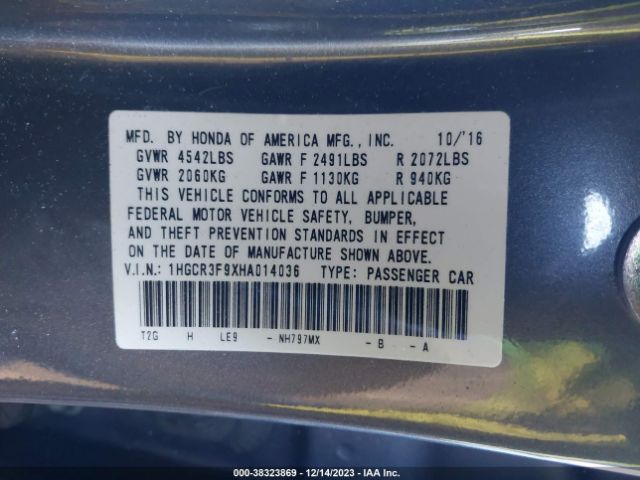 MFD. BY HONDA OF AMERICA MFG., INC. 10/'16
GVWR 4542LBS GAWR F 2491LBS R 2072LBS
GVWR 2060KG GAWR F 1130KG R 940KG
THIS VEHICLE CONFORMS TO ALL APPLICABLE
FEDERAL MOTOR VEHICLE SAFETY, BUMPER,
AND THEFT PREVENTION STANDARDS IN EFFECT
ON THE DATE OF MANUFACTURE SHOWN ABOVE.
V.I.N.: 1HGCR3F9XHA014036 TYPE: PASSENGER CAR
T2G H LE9 - NH797MX - B - A
000-38323869 - 12/14/2023 - IAA Inc.